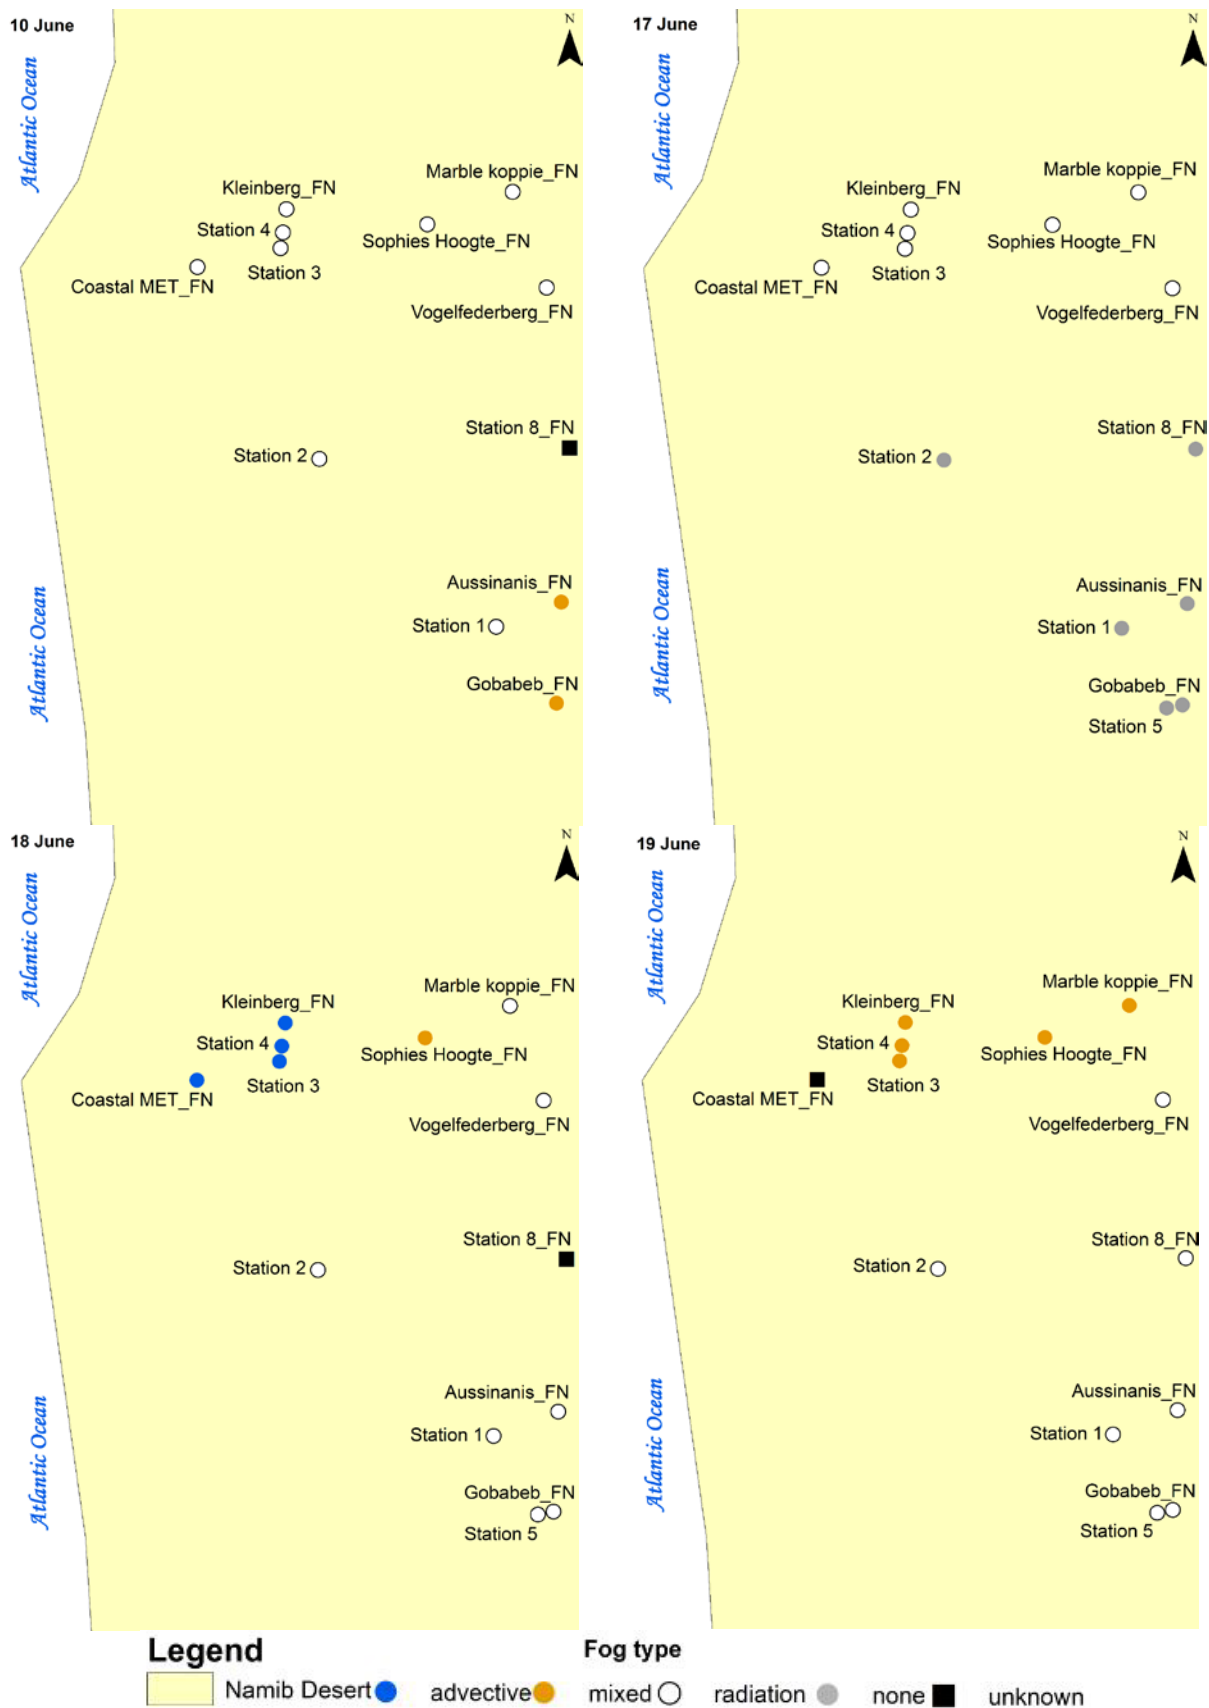 10 June
N
Atlantic Ocean
Marble koppie_FN
Kleinberg_FN
Station 4
Sophies Hoogte_FN
Station 3
Coastal MET_FN
Vogelfederberg_FN
Station 8_FN
Station 2
Aussinanis_FN
Station 1
Atlantic Ocean
Gobabeb_FN
17 June
N
Atlantic Ocean
Marble koppie_FN
Kleinberg_FN
Station 4
Sophies Hoogte_FN
Station 3
Coastal MET_FN
Vogelfederberg_FN
Station 8_FN
Station 2
Aussinanis_FN
Station 1
Atlantic Ocean
Gobabeb_FN
Station 5
18 June
N
Atlantic Ocean
Marble koppie_FN
Kleinberg_FN
Station 4
Sophies Hoogte_FN
Station 3
Coastal MET_FN
Vogelfederberg_FN
Station 8_FN
Station 2
Aussinanis_FN
Station 1
Atlantic Ocean
Gobabeb_FN
Station 5
19 June
N
Atlantic Ocean
Marble koppie_FN
Kleinberg_FN
Station 4
Sophies Hoogte_FN
Station 3
Coastal MET_FN
Vogelfederberg_FN
Station 8_FN
Station 2
Aussinanis_FN
Station 1
Atlantic Ocean
Gobabeb_FN
Station 5
Legend
Fog type
Namib Desert advective mixed radiation none unknown